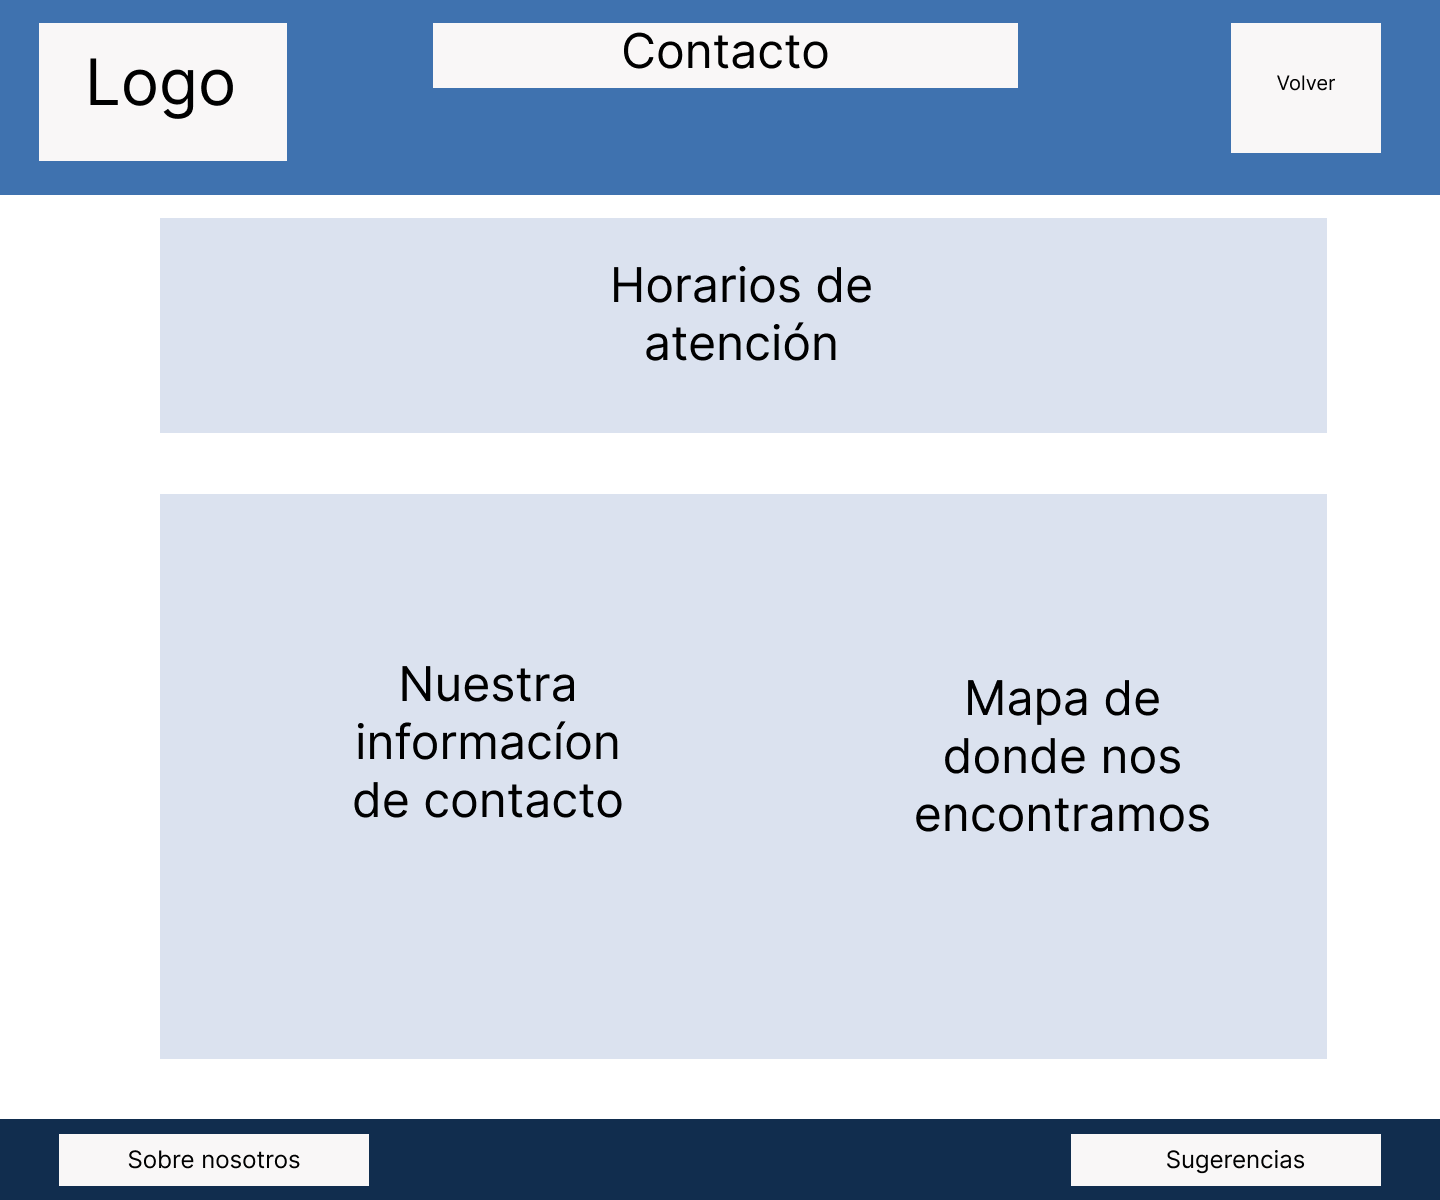 Logo
Contacto
Volver
Horarios de
atención
Nuestra
informacíon
de contacto
Mapa de
donde nos
encontramos
Sobre nosotros
Sugerencias